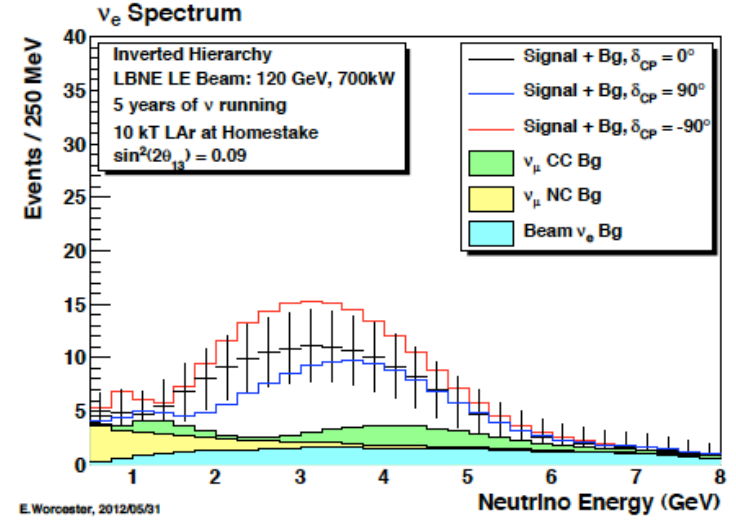 νe Spectrum
Events / 250 MeV
40
35
30
25
20
15
10
5
0
Inverted Hierarchy
LBNE LE Beam: 120 GeV, 700kW
5 years of ν running
10 kT LAr at Homestake
sin²(2θ13) = 0.09
Signal + Bg, δCP = 0°
Signal + Bg, δCP = 90°
Signal + Bg, δCP = -90°
νμ CC Bg
νμ NC Bg
Beam νe Bg
1 2 3 4 5 6 7 8
Neutrino Energy (GeV)
E.Worcester, 2012/05/31